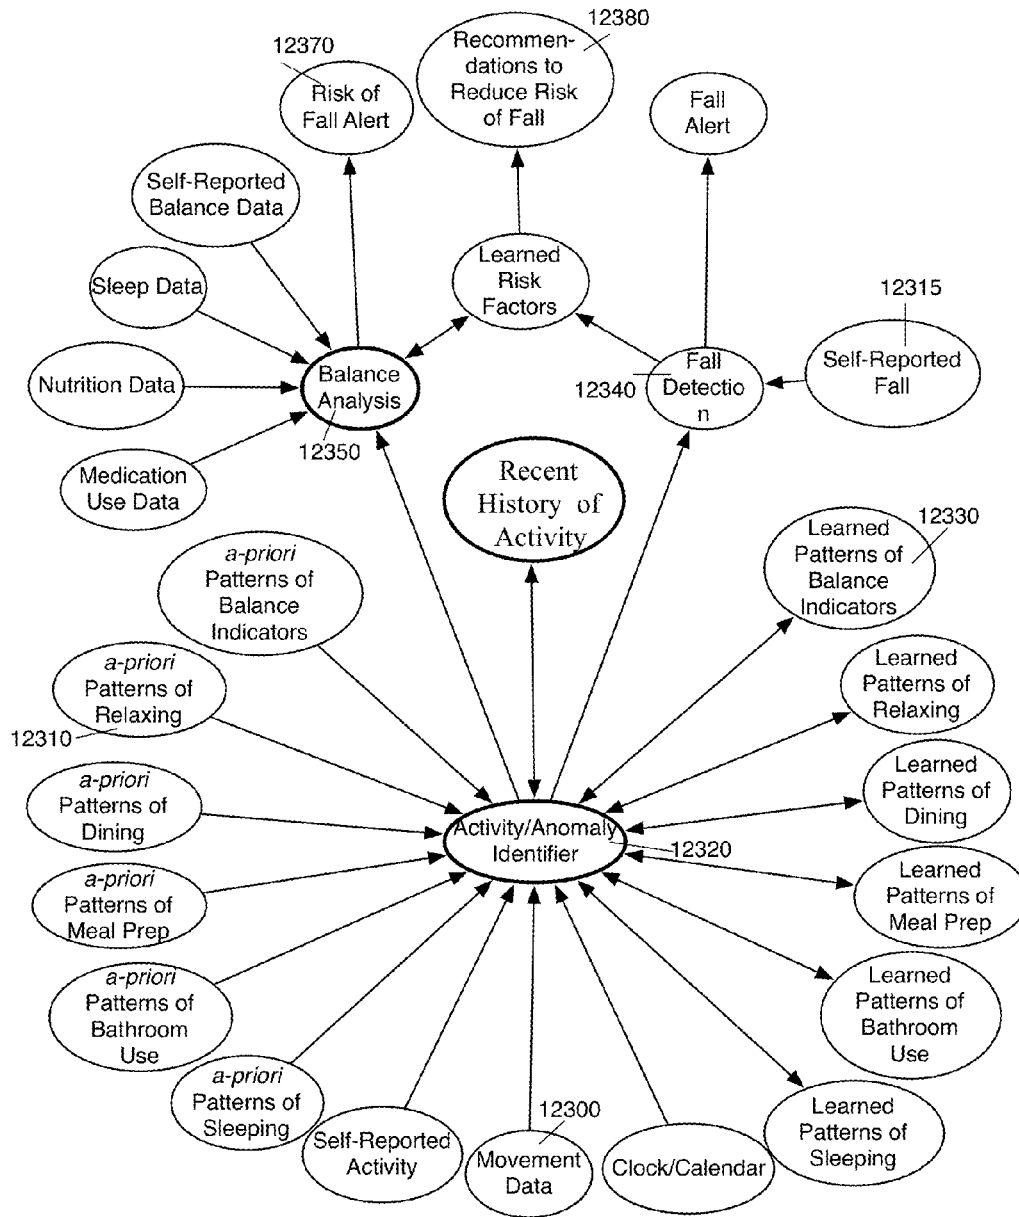 12380
12370
Recommen-
dations to
Reduce Risk
of Fall
Risk of
Fall Alert
Fall
Alert
Self-Reported
Balance Data
Learned
Risk
Factors
Sleep Data
12315
Nutrition Data
Balance
Analysis
12350
12340
Fall
Detectio
n
Self-Reported
Fall
Medication
Use Data
Recent
History of
Activity
12330
Learned
Patterns of
Balance
Indicators
a-priori
Patterns of
Balance
Indicators
a-priori
Patterns of
Relaxing
12310
Learned
Patterns of
Relaxing
a-priori
Patterns of
Dining
Learned
Patterns of
Dining
Activity/Anomaly
Identifier
12320
a-priori
Patterns of
Meal Prep
Learned
Patterns of
Meal Prep
a-priori
Patterns of
Bathroom
Use
Learned
Patterns of
Bathroom
Use
a-priori
Patterns of
Sleeping
Learned
Patterns of
Sleeping
Self-Reported
Activity
12300
Movement
Data
Clock/Calendar